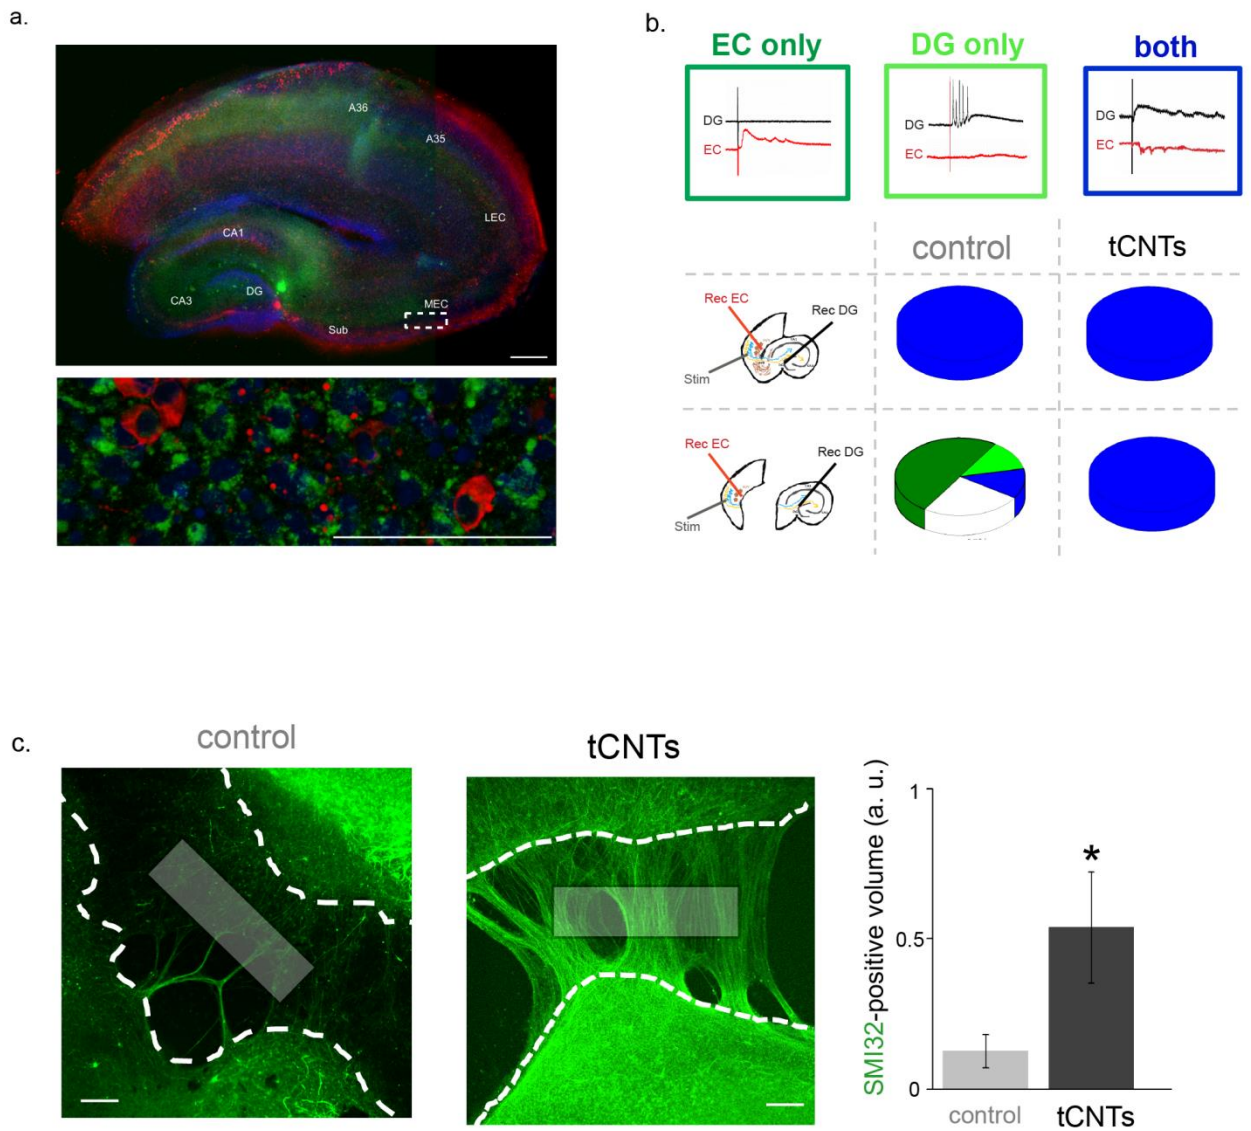 a.
A36
A35
LEC
CA1
CA3
DG
MEC
Sub
b.
EC only
DG only
both
DG
EC
DG
EC
DG
EC
control
tCNTs
Rec EC
Rec DG
Stim
Rec EC
Rec DG
Stim
c.
control
tCNTs
SMI32-positive volume (a. u.)
1
0.5
0
*
control
tCNTs